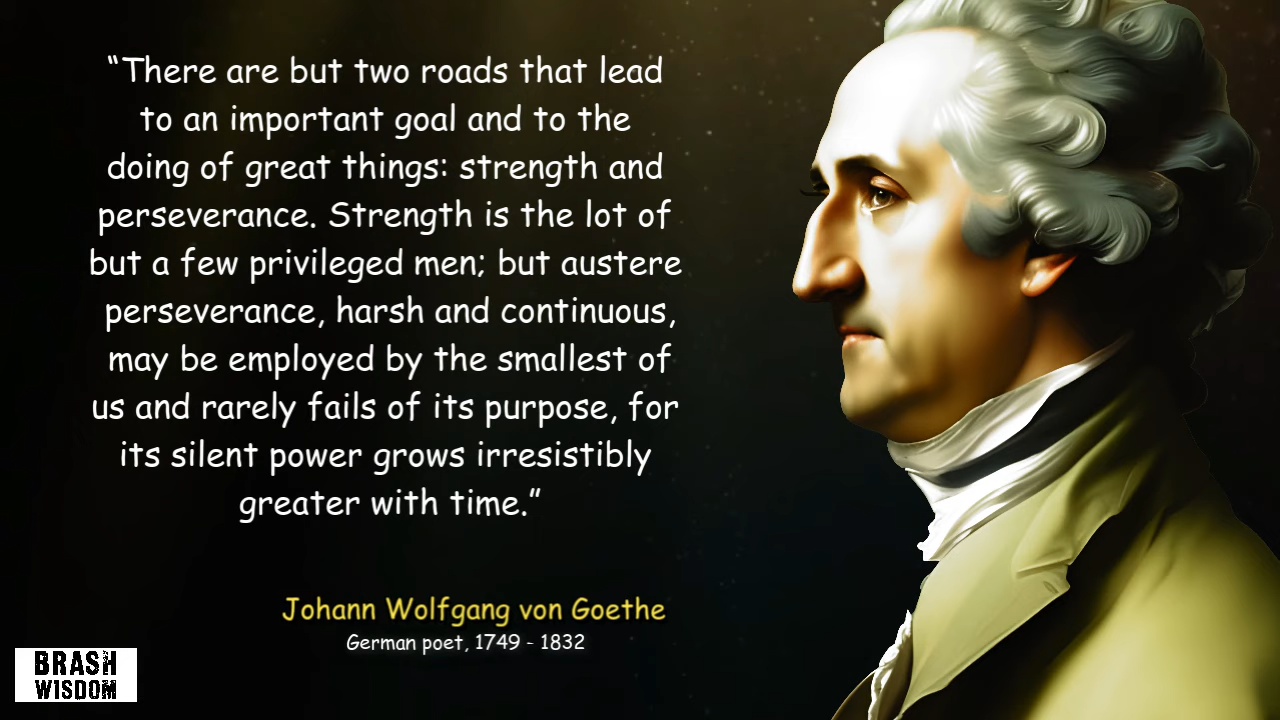 “There are but two roads that lead
to an important goal and to the
doing of great things: strength and
perseverance. Strength is the lot of
but a few privileged men; but austere
perseverance, harsh and continuous,
may be employed by the smallest of
us and rarely fails of its purpose, for
its silent power grows irresistibly
greater with time.”
Johann Wolfgang von Goethe
German poet, 1749 - 1832
BRASH
WISDOM